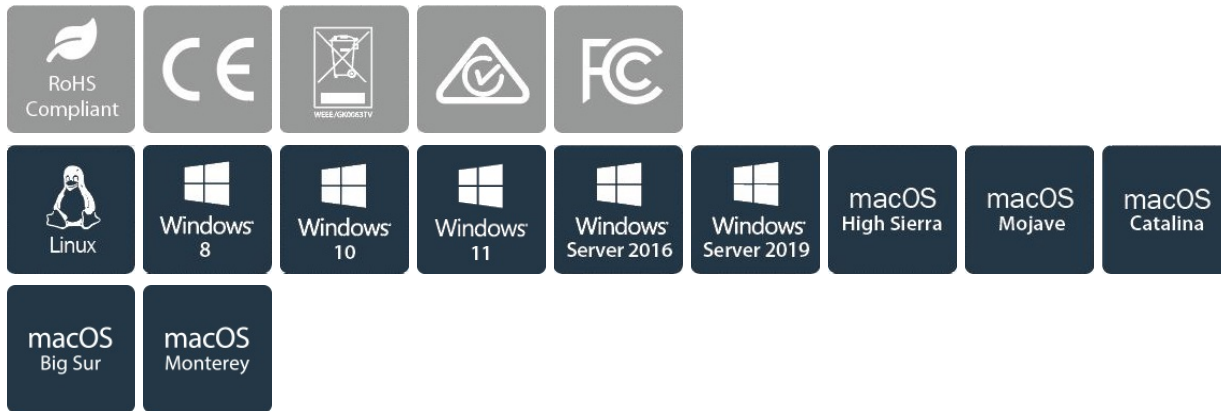 RoHS
Compliant
CE
WEEE/GK0083TV
FC
Linux
Windows
8
Windows
10
Windows
11
Windows
Server 2016
Windows
Server 2019
macOS
High Sierra
macOS
Mojave
macOS
Catalina
macOS
Big Sur
macOS
Monterey